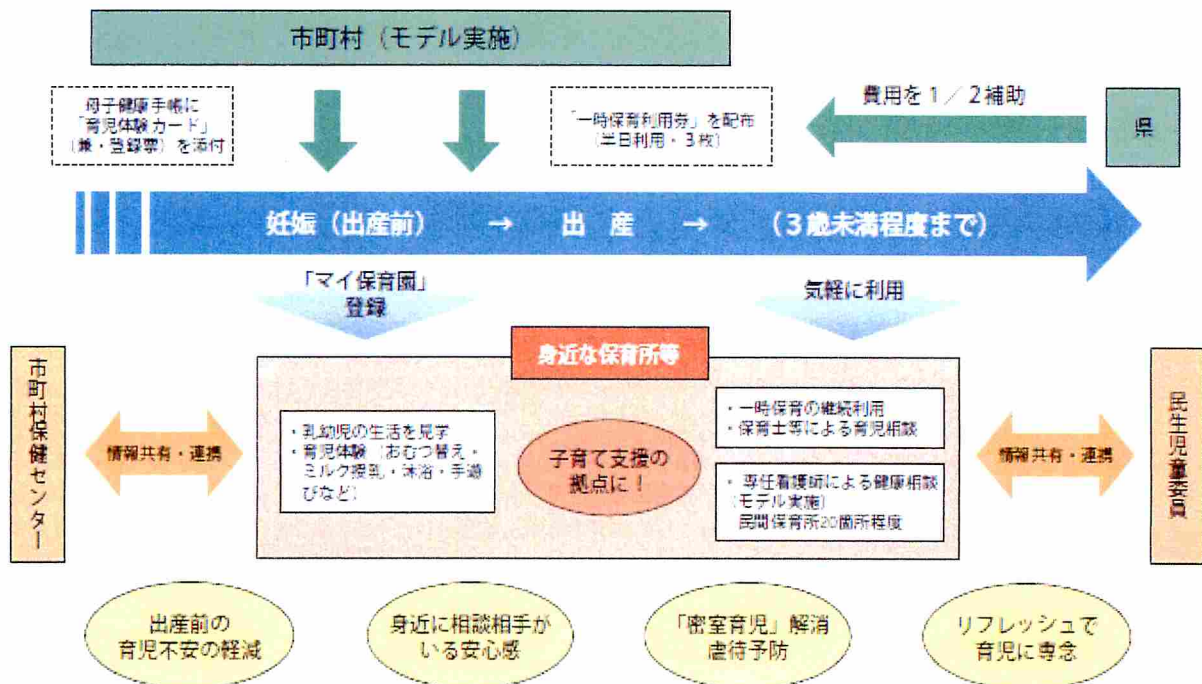 市町村（モデル実施）
母子健康手帳に
「育児体験カード」
（兼・登録票）を添付
「一時保育利用券」を配布
（半日利用・３枚）
費用を１／２補助
県
妊娠（出産前） → 出 産 → （３歳未満程度まで）
「マイ保育園」
登録
気軽に利用
身近な保育所等
市町村保健センター
情報共有・連携
・乳幼児の生活を見学
・育児体験（おむつ替え・
ミルク授乳・沐浴・手遊
びなど）
子育て支援の
拠点に！
・一時保育の継続利用
・保育士等による育児相談
・専任看護師による健康相談
（モデル実施）
民間保育所20箇所程度
情報共有・連携
民生児童委員
出産前の
育児不安の軽減
身近に相談相手が
いる安心感
「密室育児」解消
虐待予防
リフレッシュで
育児に専念